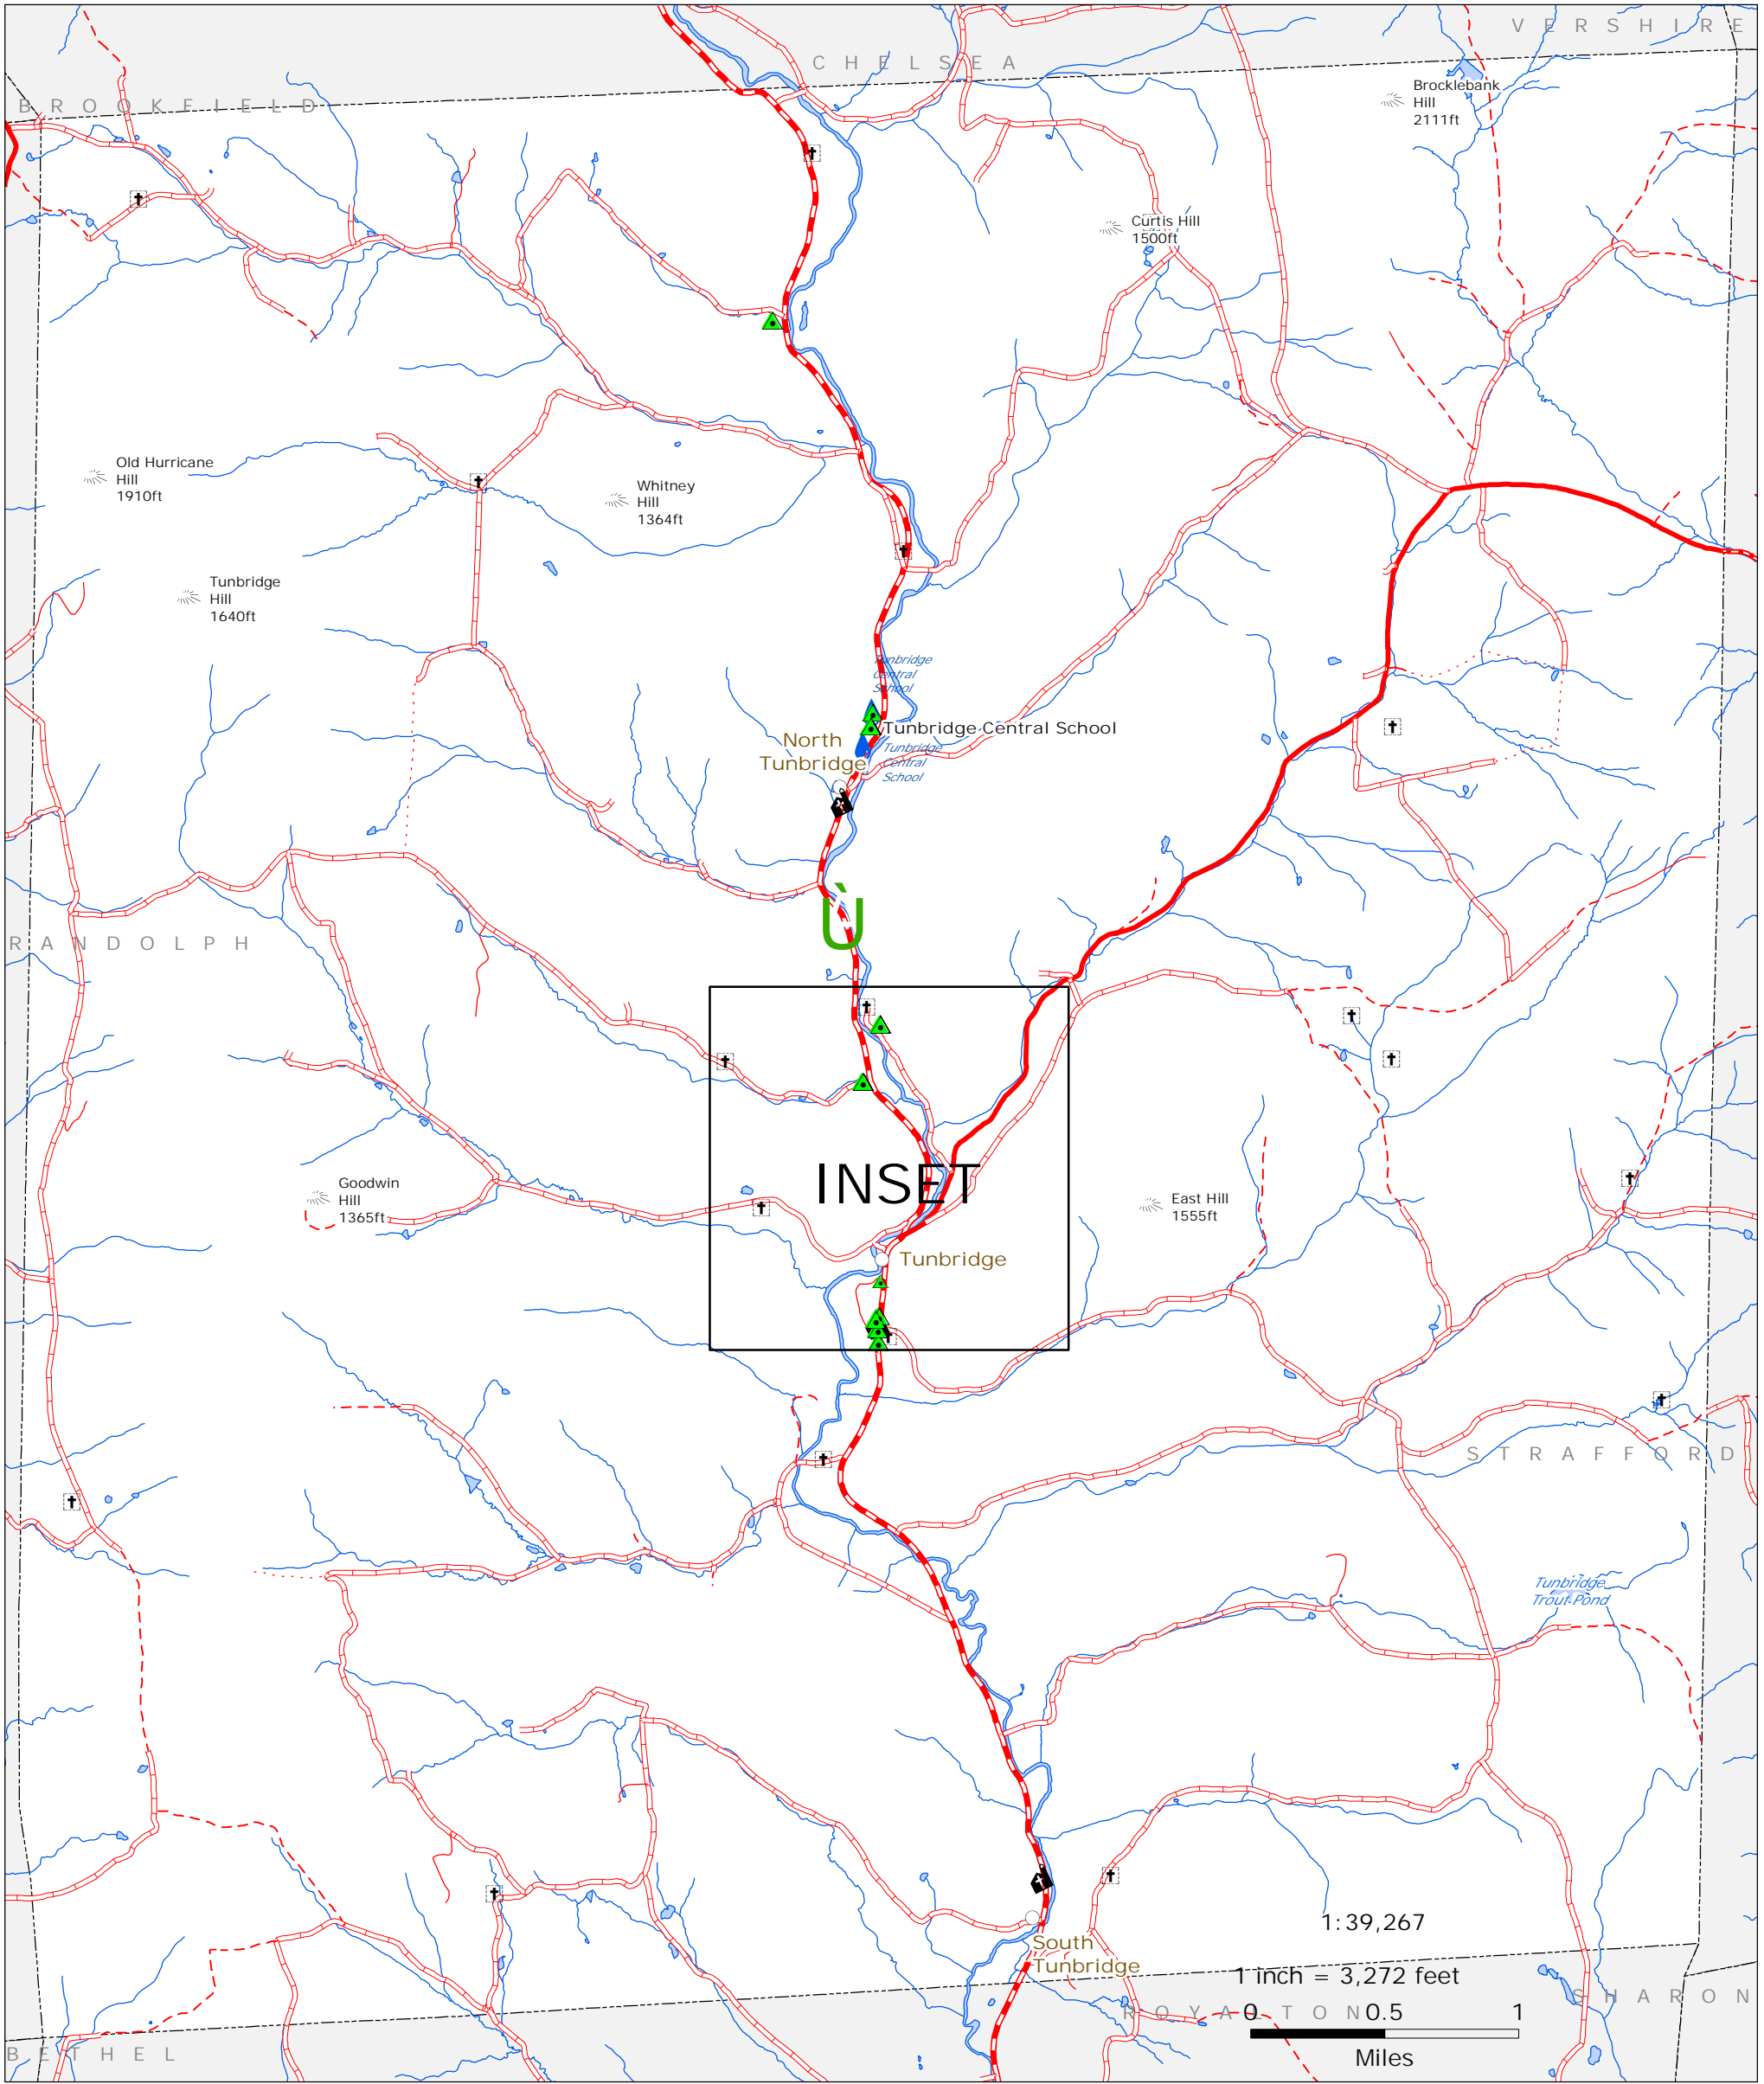 VERSHIRE
CHELSEA
BROOKFIELD
Brocklebank
Hill
2111ft
Curtis Hill
1500ft
Old Hurricane
Hill
1910ft
Whitney
Hill
1364ft
Tunbridge
Hill
1640ft
Tunbridge
Central
School
Tunbridge Central School
North
Tunbridge
Tunbridge
Central
School
Ù
RANDOLPH
INSET
Goodwin
Hill
1365ft
East Hill
1555ft
Tunbridge
STRAFFORD
Tunbridge
Trout Pond
1:39,267
South
Tunbridge
1 inch = 3,272 feet
SHARON
ROYALTON
0 0.5 1
Miles
BETHEL